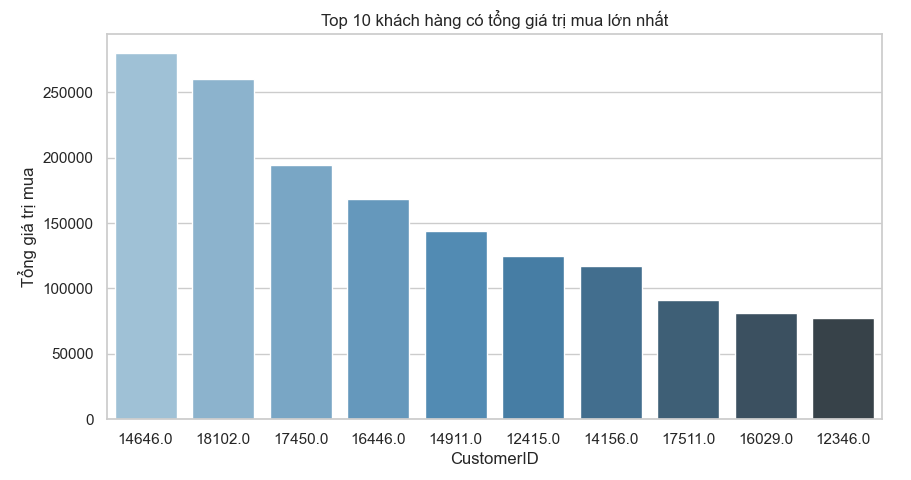 Top 10 khách hàng có tổng giá trị mua lớn nhất
Tổng giá trị mua
250000
200000
150000
100000
50000
0
14646.0 18102.0 17450.0 16446.0 14911.0 12415.0 14156.0 17511.0 16029.0 12346.0
CustomerID